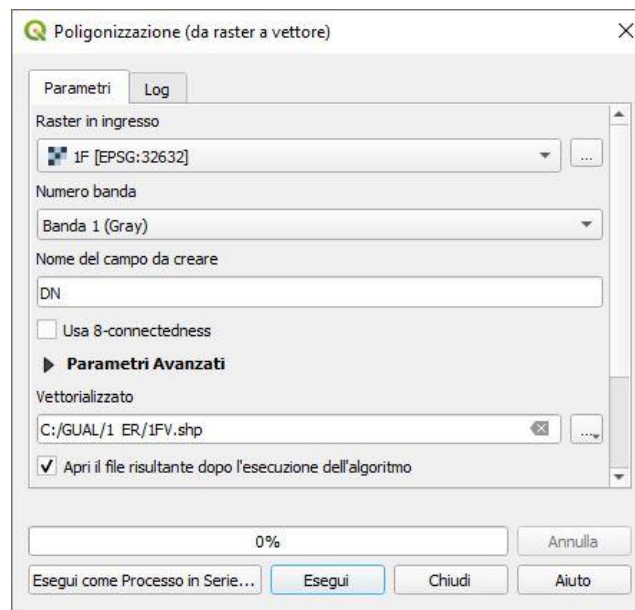 Poligonizzazione (da raster a vettore)
Parametri
Log
Raster in ingresso
1F [EPSG:32632]
...
Numero banda
Banda 1 (Gray)
Nome del campo da creare
DN
Usa 8-connectedness
Parametri Avanzati
Vettorializzato
C:/GUAL/1 ER/1FV.shp
...
Apri il file risultante dopo l'esecuzione dell'algoritmo
0%
Annulla
Esegui come Processo in Serie...
Esegui
Chiudi
Aiuto